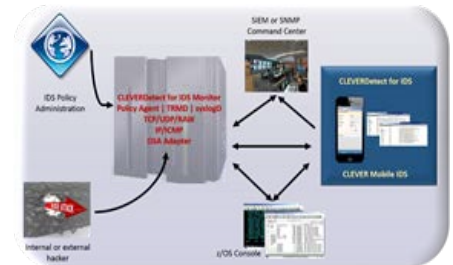 SIEM or SNMP
Command Center
IDS Policy
Administration
CLEVERDetect for IDS Monitor
Policy Agent | TRMD | syslogD
TCP/UDP/RAW
IP/ICMP
OSA Adapter
CLEVERDetect for IDS
CLEVER Mobile IDS
Internal or external
hacker
z/OS Console